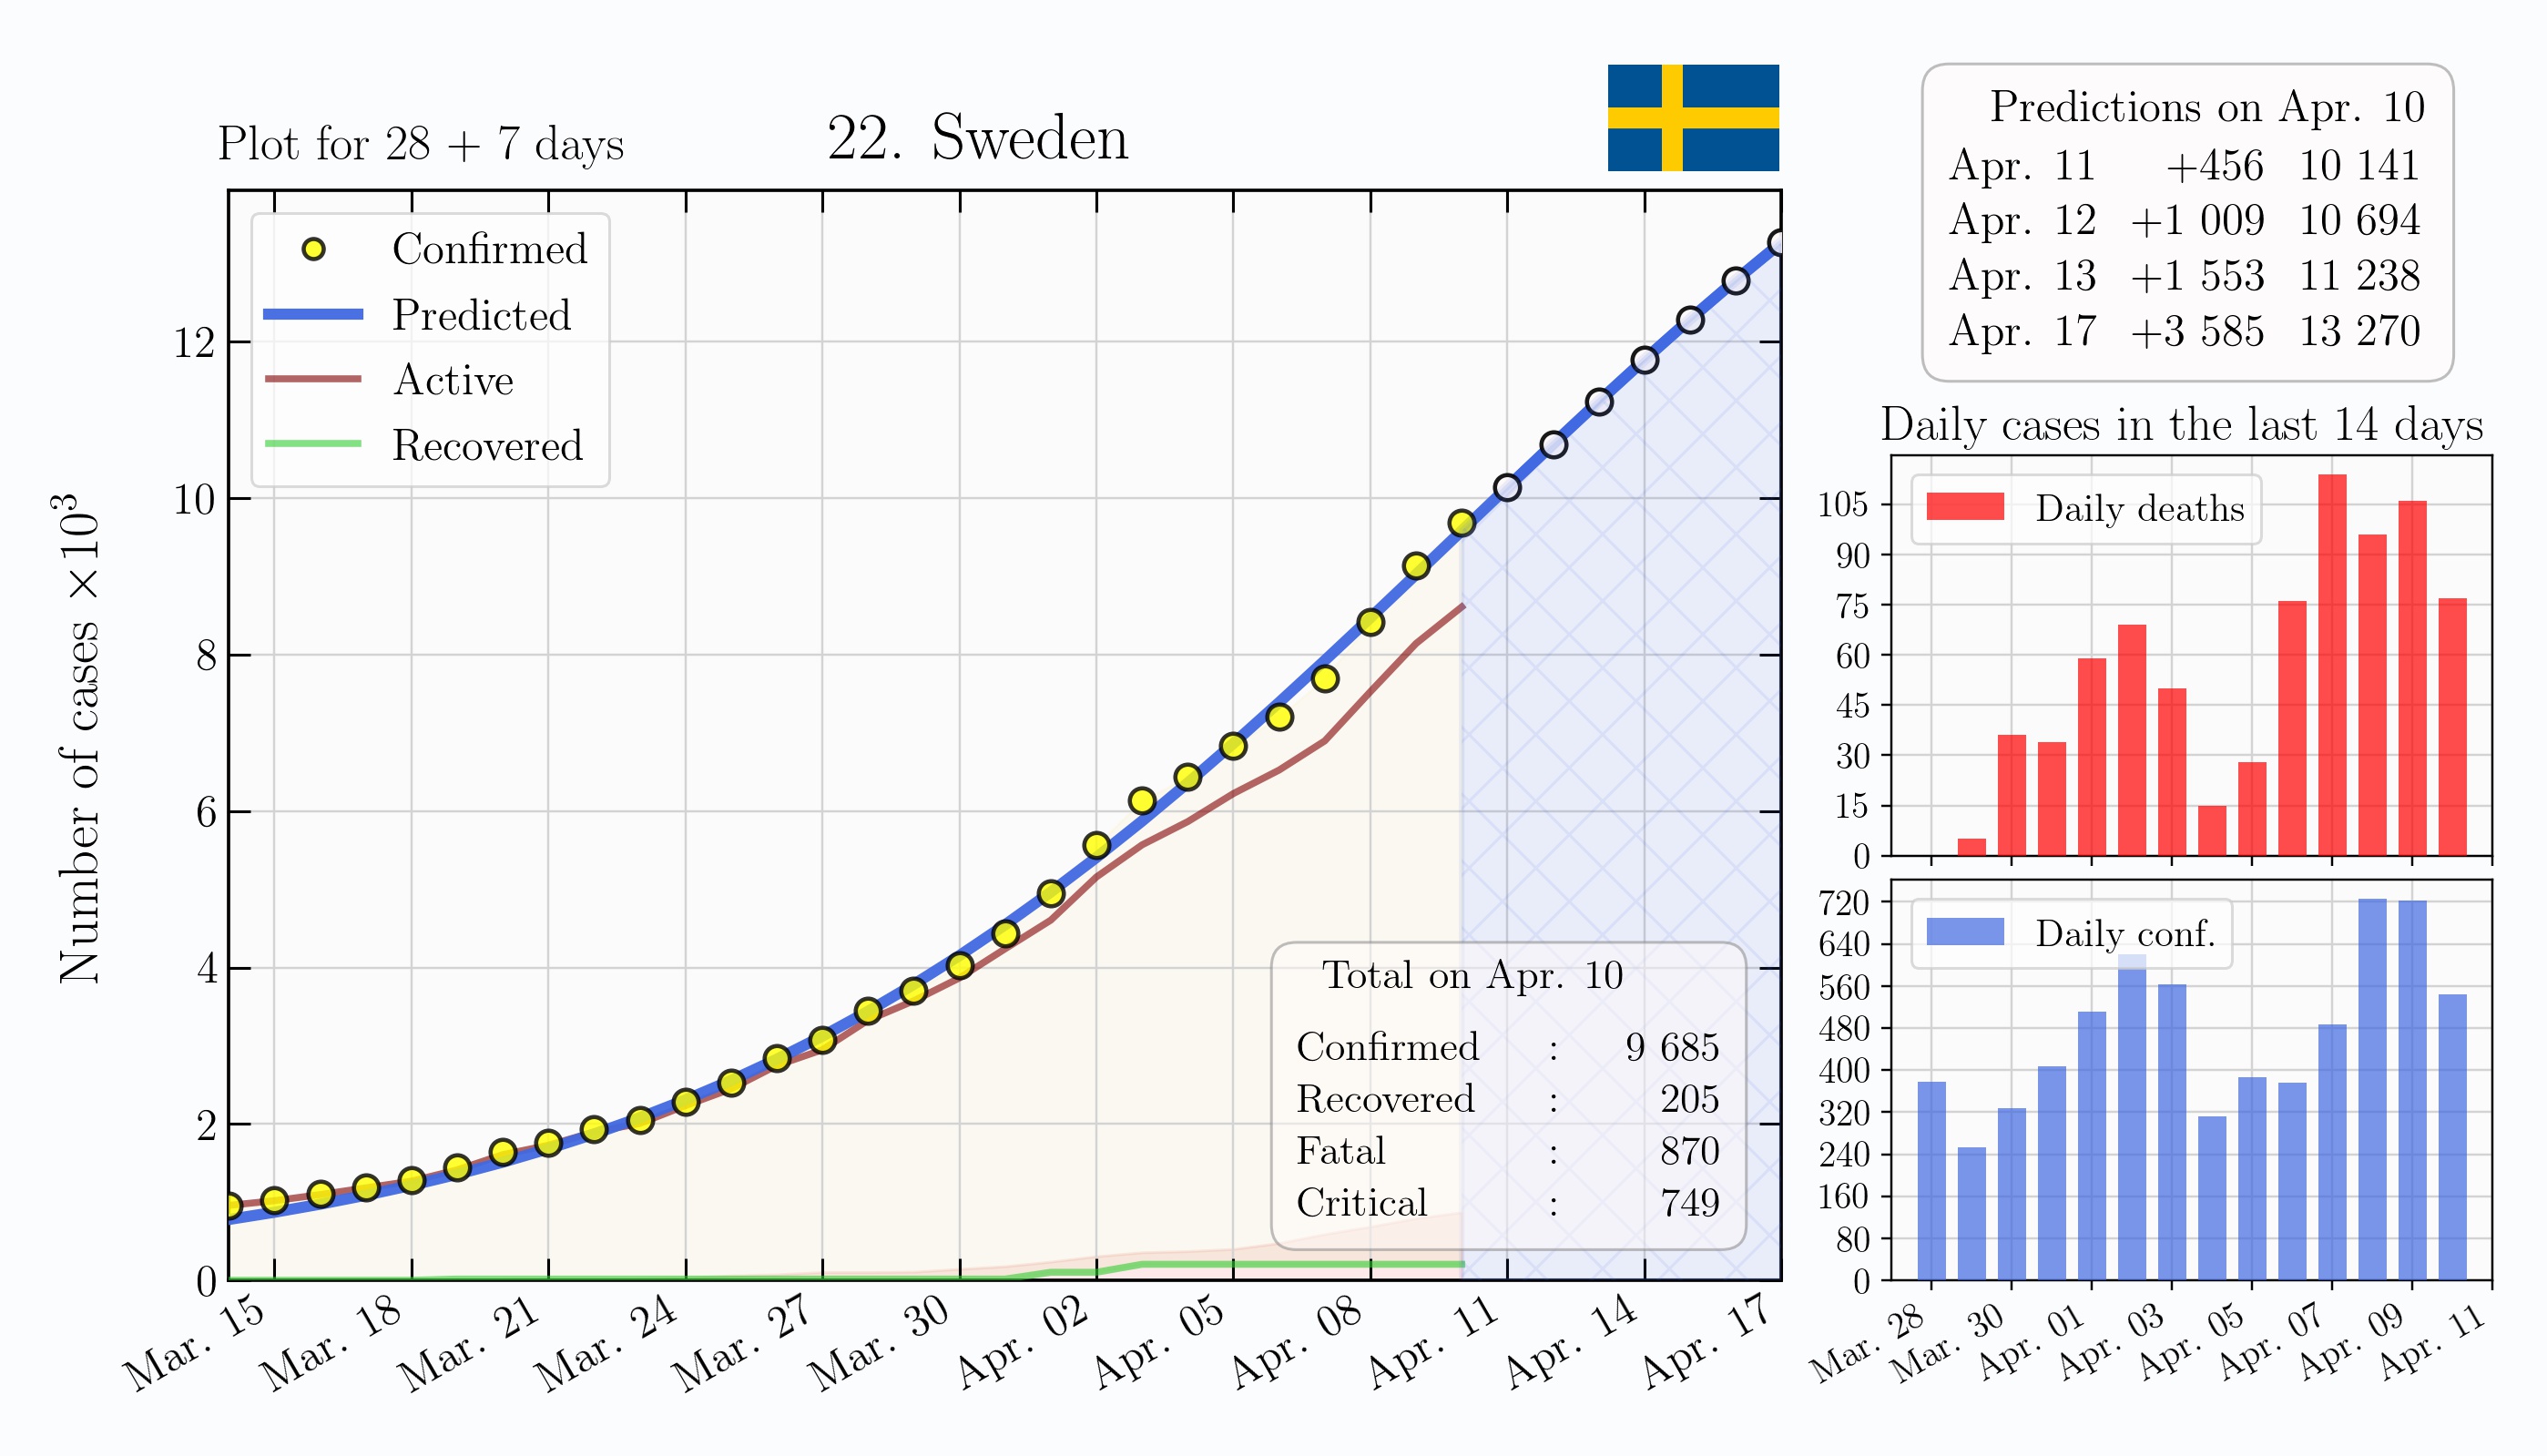 Plot for 28 + 7 days
22. Sweden
Confirmed
Predicted
Active
Recovered
Number of cases ×10³
12
10
8
6
4
2
0
Mar. 15
Mar. 18
Mar. 21
Mar. 24
Mar. 27
Mar. 30
Apr. 02
Apr. 05
Apr. 08
Apr. 11
Apr. 14
Apr. 17
Total on Apr. 10
Confirmed : 9 685
Recovered : 205
Fatal : 870
Critical : 749
Predictions on Apr. 10
Apr. 11 +456 10 141
Apr. 12 +1 009 10 694
Apr. 13 +1 553 11 238
Apr. 17 +3 585 13 270
Daily cases in the last 14 days
Daily deaths
105
90
75
60
45
30
15
0
Daily conf.
720
640
560
480
400
320
240
160
80
0
Mar. 28
Mar. 30
Apr. 01
Apr. 03
Apr. 05
Apr. 07
Apr. 09
Apr. 11